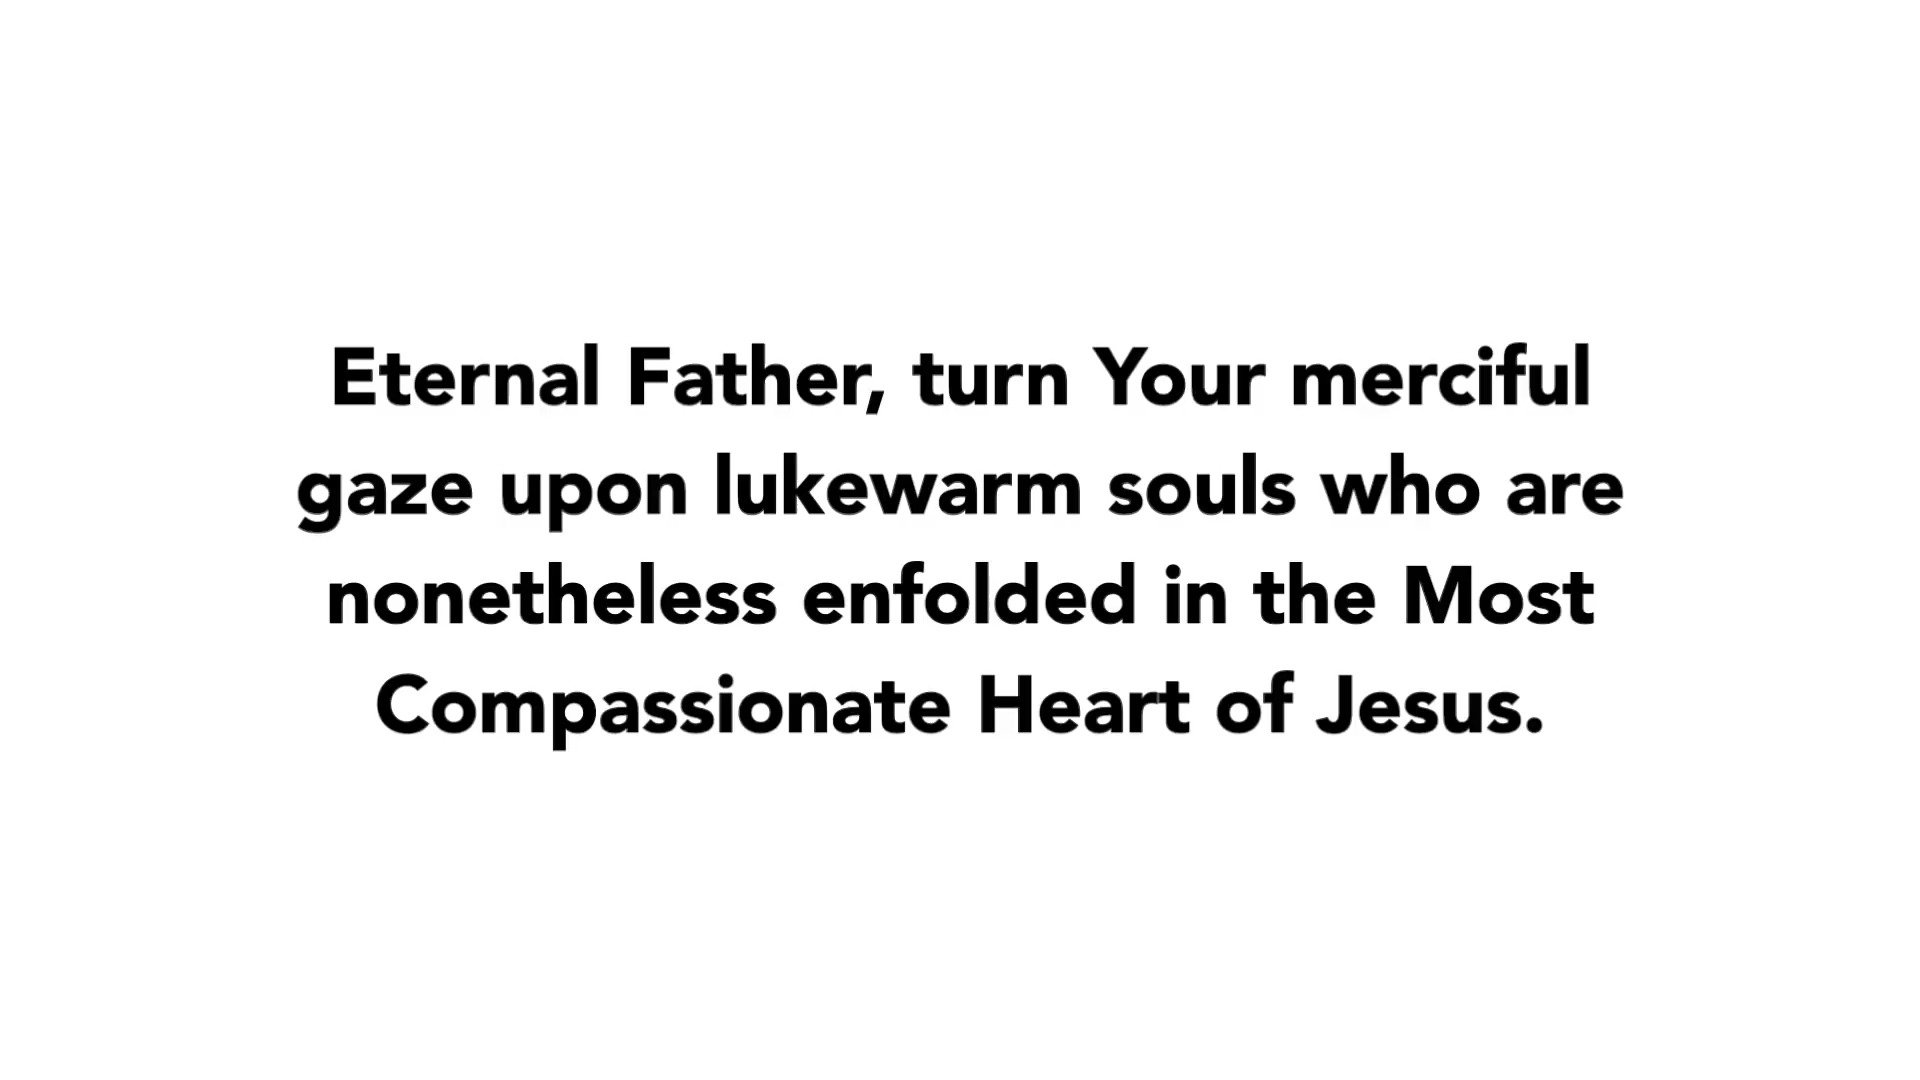 Eternal Father, turn Your merciful
gaze upon lukewarm souls who are
nonetheless enfolded in the Most
Compassionate Heart of Jesus.